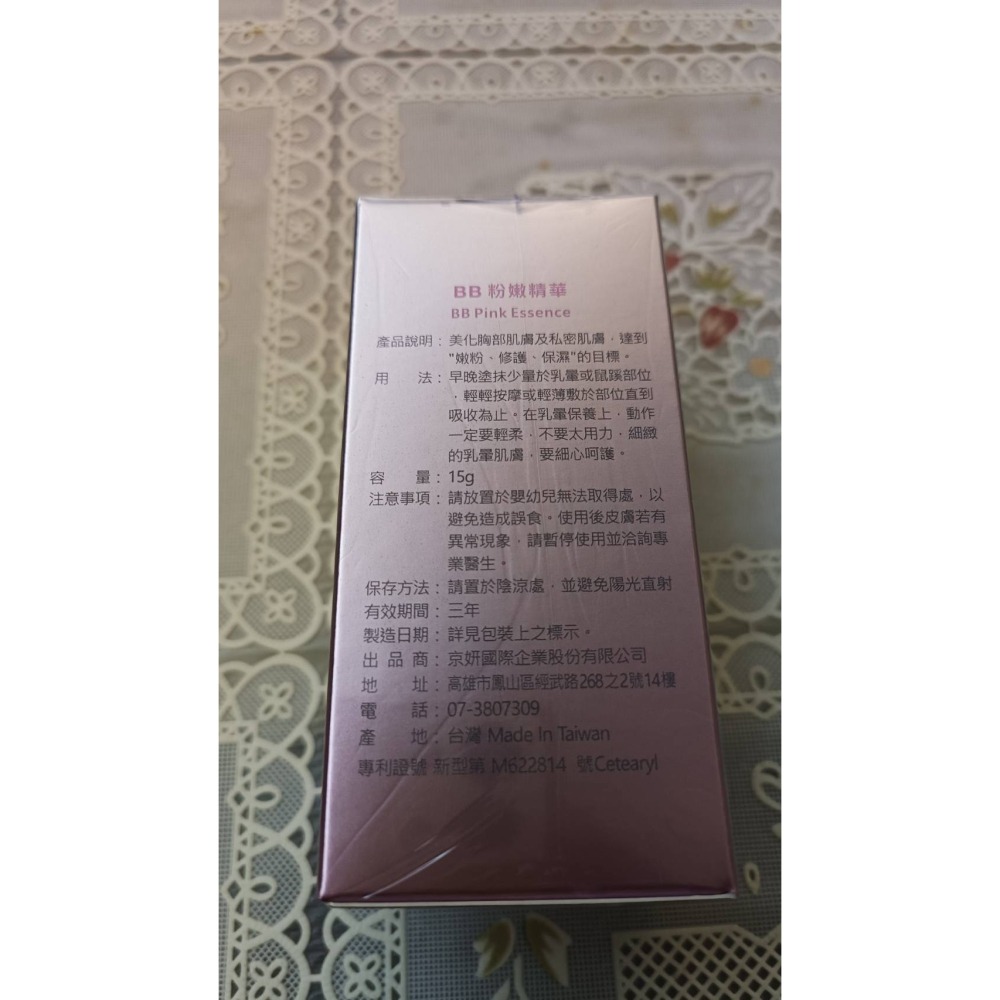 BB 粉嫩精華
BB Pink Essence
產品說明：美化胸部肌膚及私密肌膚，達到
"嫩粉、修護、保濕"的目標。
用 法：早晚塗抹少量於乳暈或鼠蹊部位
，輕輕按摩或輕薄敷於部位直到
吸收為止。在乳暈保養上，動作
一定要輕柔，不要太用力，細緻
的乳暈肌膚，要細心呵護。
容 量：15g
注意事項：請放置於嬰幼兒無法取得處，以
避免造成誤食。使用後皮膚若有
異常現象，請暫停使用並洽詢專
業醫生。
保存方法：請置於陰涼處，並避免陽光直射
有效期間：三年
製造日期：詳見包裝上之標示。
出 品 商：京妍國際企業股份有限公司
地 址：高雄市鳳山區經武路268之2號14樓
電 話：07-3807309
產 地：台灣 Made In Taiwan
專利證號 新型第 M622814 號Cetearyl